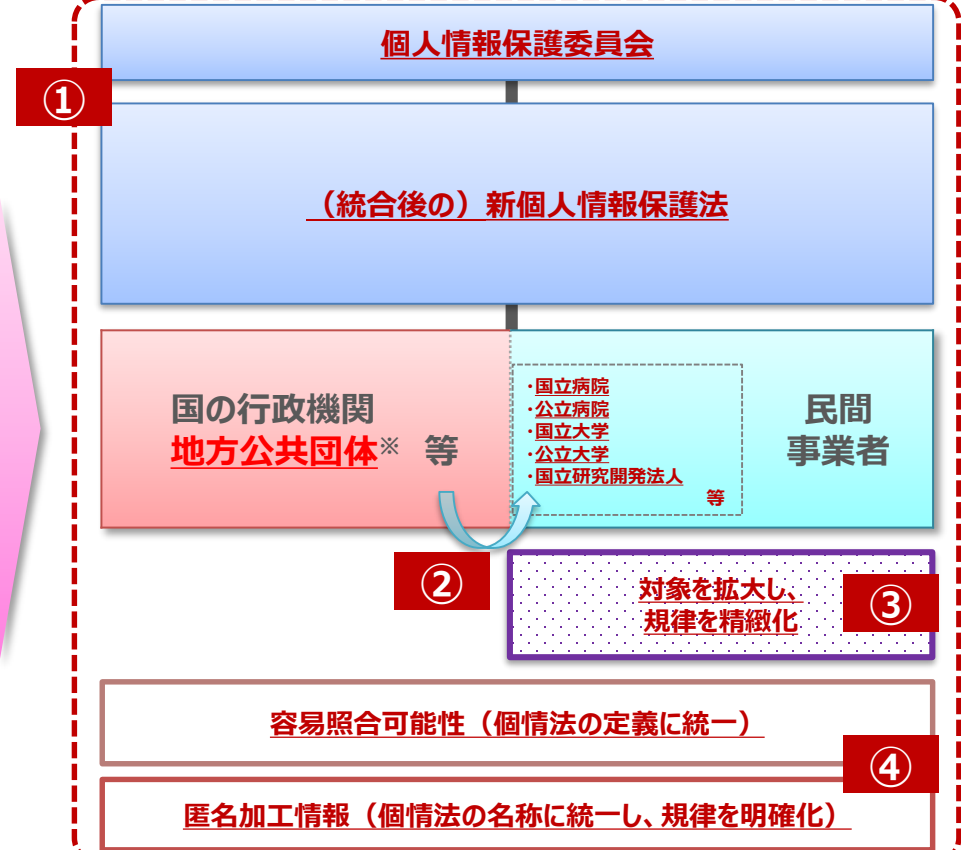 個人情報保護委員会
①
（統合後の）新個人情報保護法
国の行政機関
地方公共団体※ 等
・国立病院
・公立病院
・国立大学
・公立大学
・国立研究開発法人
等
民間
事業者
②
対象を拡大し、
規律を精緻化
③
容易照合可能性（個情法の定義に統一）
④
匿名加工情報（個情法の名称に統一し、規律を明確化）